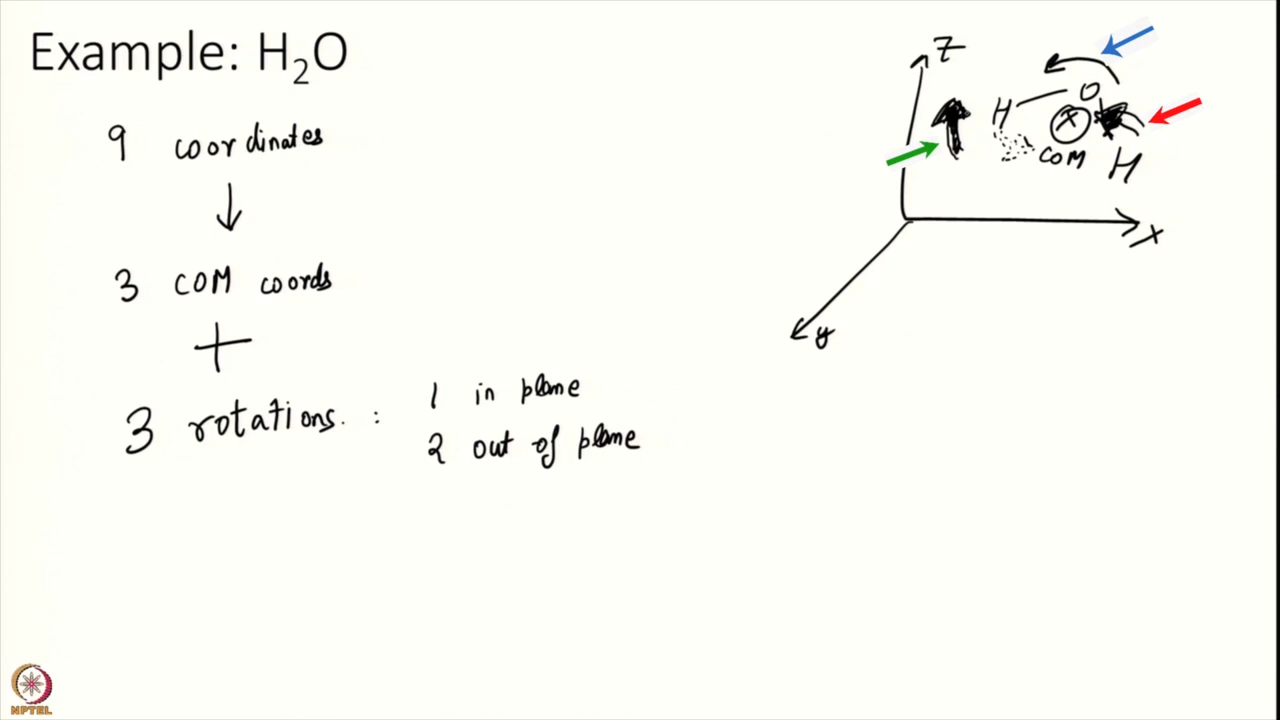 Example: H₂O
9 coordinates
3 COM coords
+
3 rotations. : 1 in plane
2 out of plane
Z
H
O
x
COM
H
X
y
NPTEL